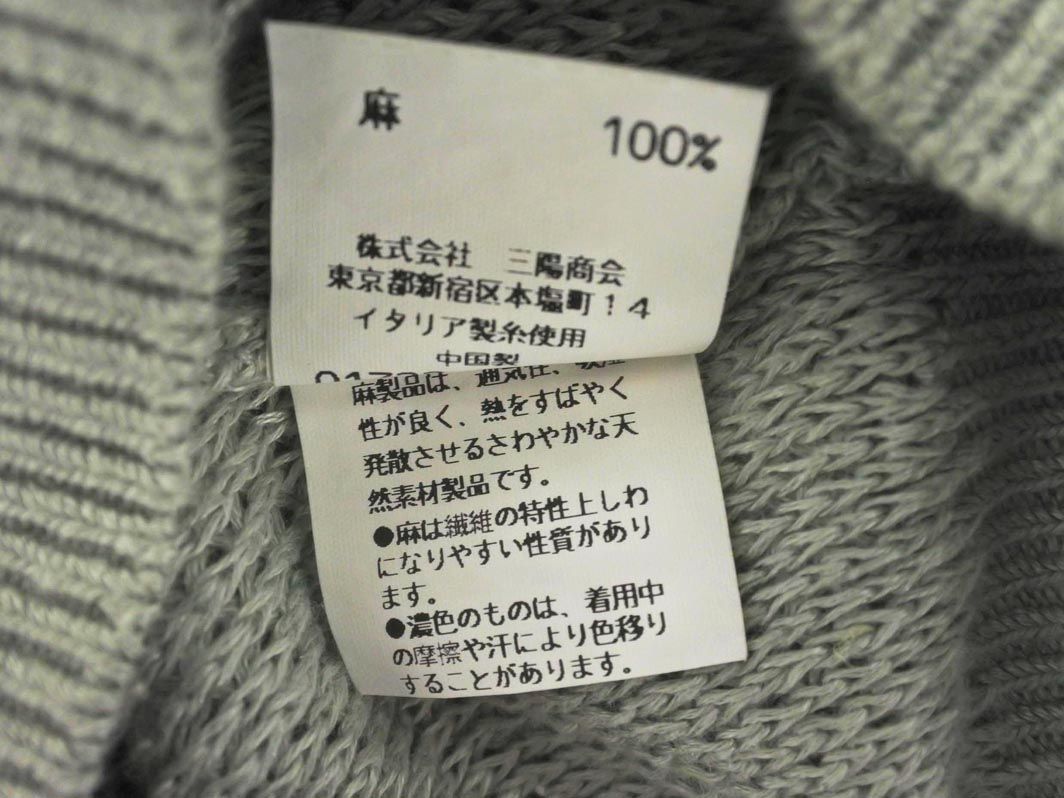 麻
100%
株式会社 三陽商会
東京都新宿区本塩町14
イタリア製糸使用
中国製
麻製品は、通気性、
性が良く、熱をすばやく
発散させるさわやかな天
然素材製品です。
●麻は繊維の特性上しわ
になりやすい性質があり
ます。
●濃色のものは、着用中
の摩擦や汗により色移り
することがあります。